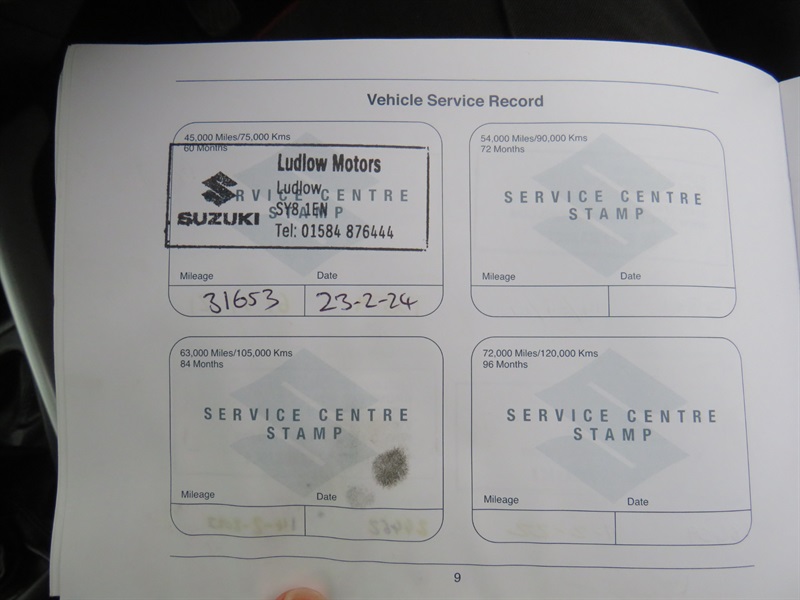 Vehicle Service Record
45,000 Miles/75,000 Kms
60 Months
SERVICE CENTRE
STAMP
SUZUKI
Ludlow Motors
Ludlow
SY8 1EN
Tel: 01584 876444
Mileage
Date
31653
23-2-24
54,000 Miles/90,000 Kms
72 Months
SERVICE CENTRE
STAMP
Mileage
Date
63,000 Miles/105,000 Kms
84 Months
SERVICE CENTRE
STAMP
Mileage
Date
72,000 Miles/120,000 Kms
96 Months
SERVICE CENTRE
STAMP
Mileage
Date
9